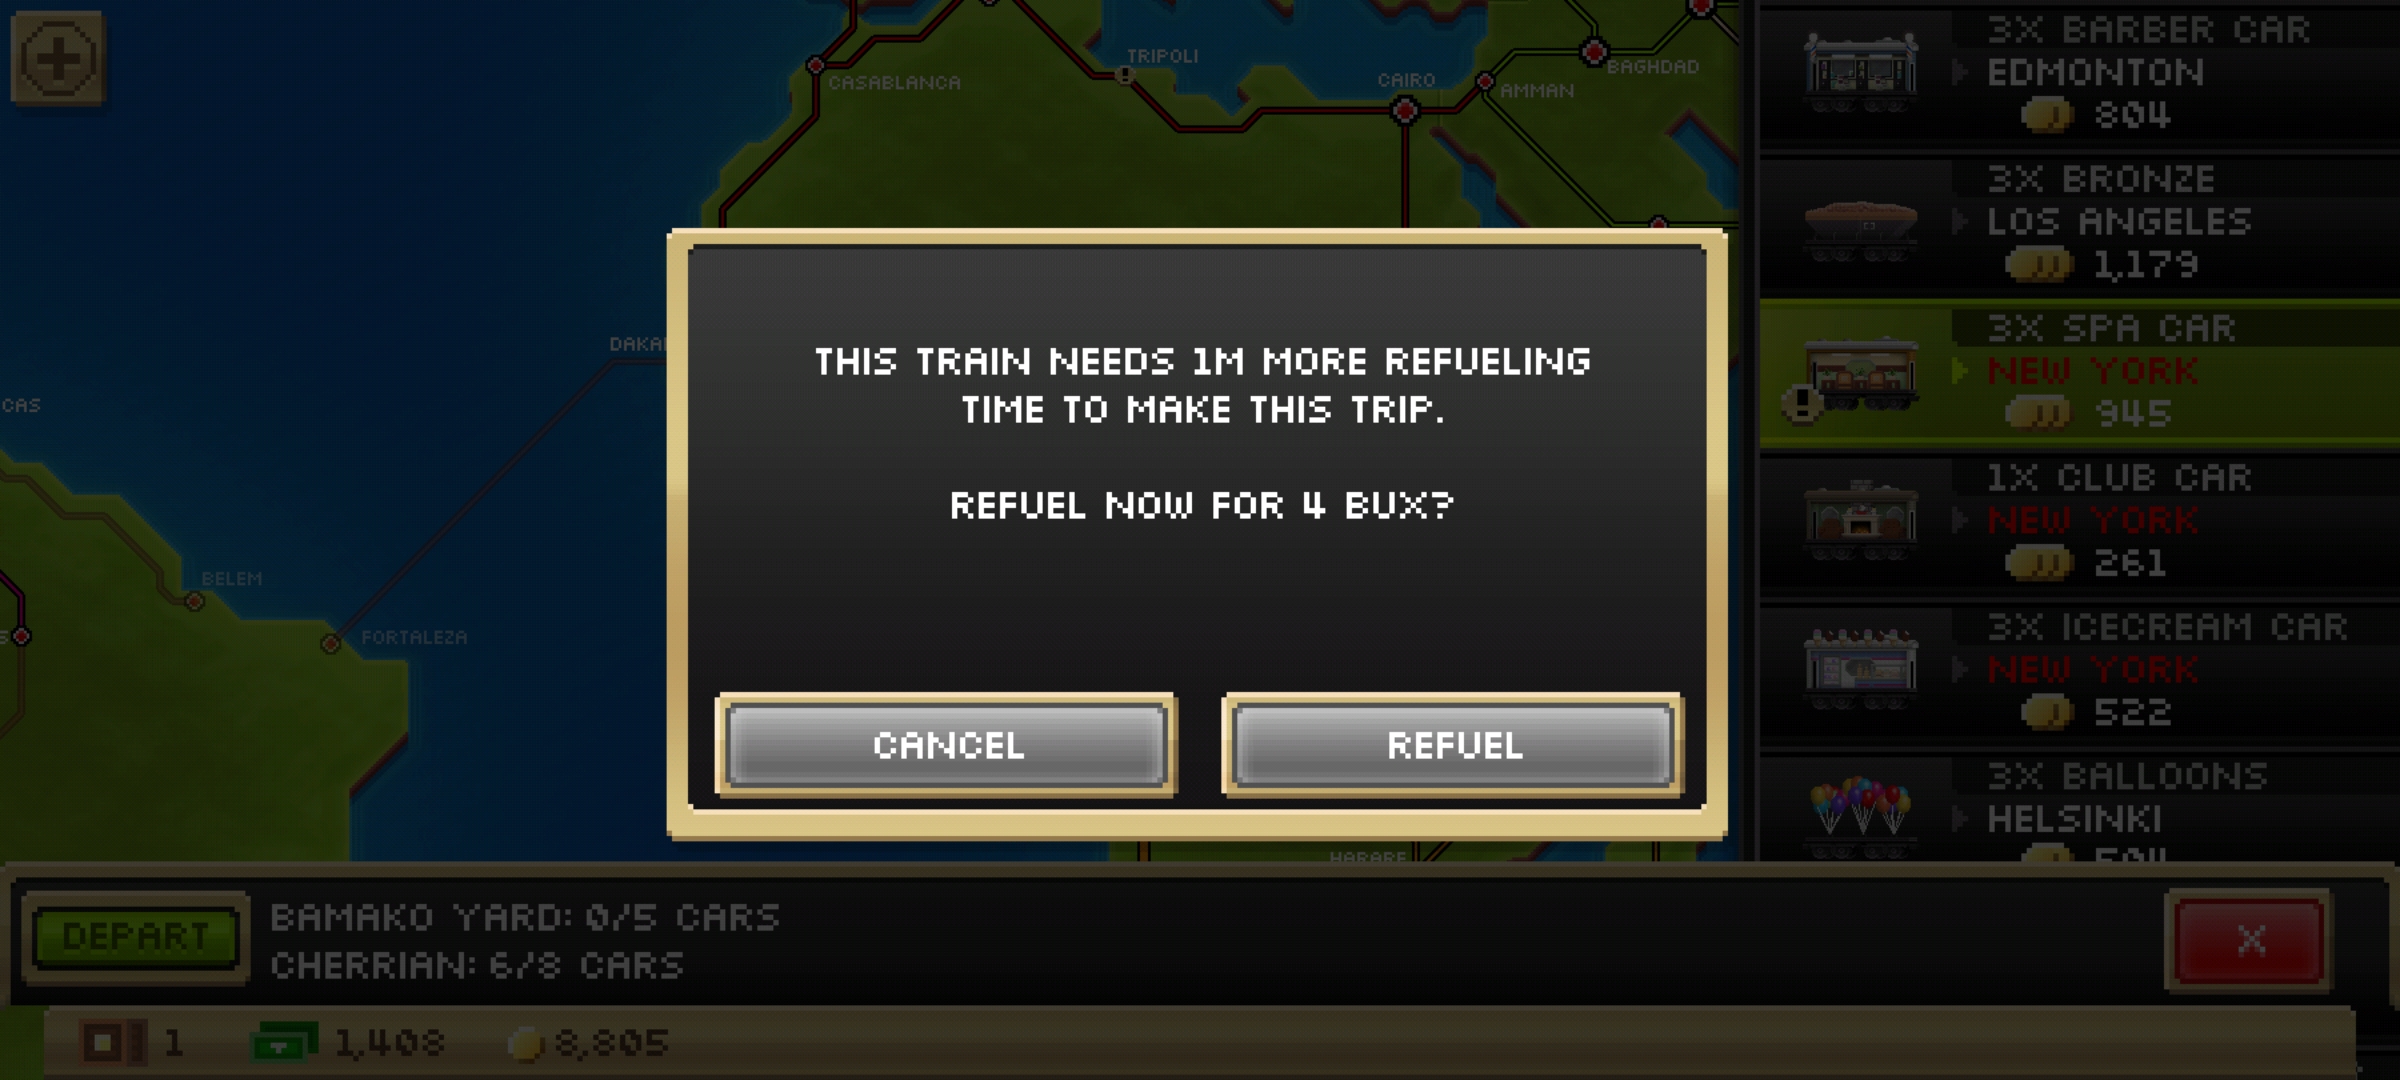 TRIPOLI
CASABLANCA
CAIRO
AMMAN
BAGHDAD
DAKA
CAS
BELEM
FORTALEZA
HARARE
3X BARBER CAR
EDMONTON
804
3X BRONZE
LOS ANGELES
1,179
3X SPA CAR
NEW YORK
945
1X CLUB CAR
NEW YORK
261
3X ICECREAM CAR
NEW YORK
522
3X BALLOONS
HELSINKI
THIS TRAIN NEEDS 1M MORE REFUELING
TIME TO MAKE THIS TRIP.
REFUEL NOW FOR 4 BUX?
CANCEL
REFUEL
DEPART
BAMAKO YARD: 0/5 CARS
CHERRIAN: 6/8 CARS
X
1
1,408
8,805